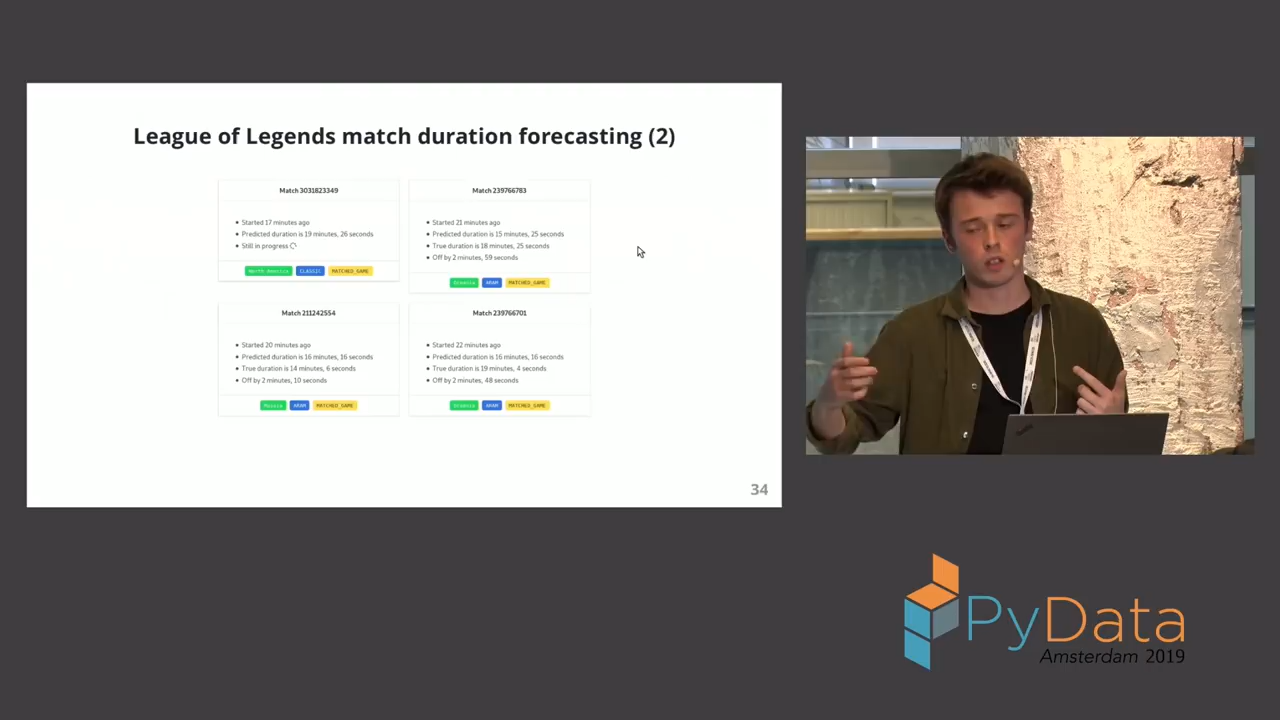 League of Legends match duration forecasting (2)
Match 3031823349
Started 17 minutes ago
Predicted duration is 19 minutes, 26 seconds
Still in progress
North America CLASSIC MATCHED_GAME
Match 239766783
Started 21 minutes ago
Predicted duration is 15 minutes, 25 seconds
True duration is 18 minutes, 25 seconds
Off by 2 minutes, 59 seconds
Oceania ARAM MATCHED_GAME
Match 211242554
Started 20 minutes ago
Predicted duration is 16 minutes, 16 seconds
True duration is 14 minutes, 6 seconds
Off by 2 minutes, 10 seconds
Russia ARAM MATCHED_GAME
Match 239766701
Started 22 minutes ago
Predicted duration is 16 minutes, 16 seconds
True duration is 19 minutes, 4 seconds
Off by 2 minutes, 48 seconds
Oceania ARAM MATCHED_GAME
34
PyData
Amsterdam 2019